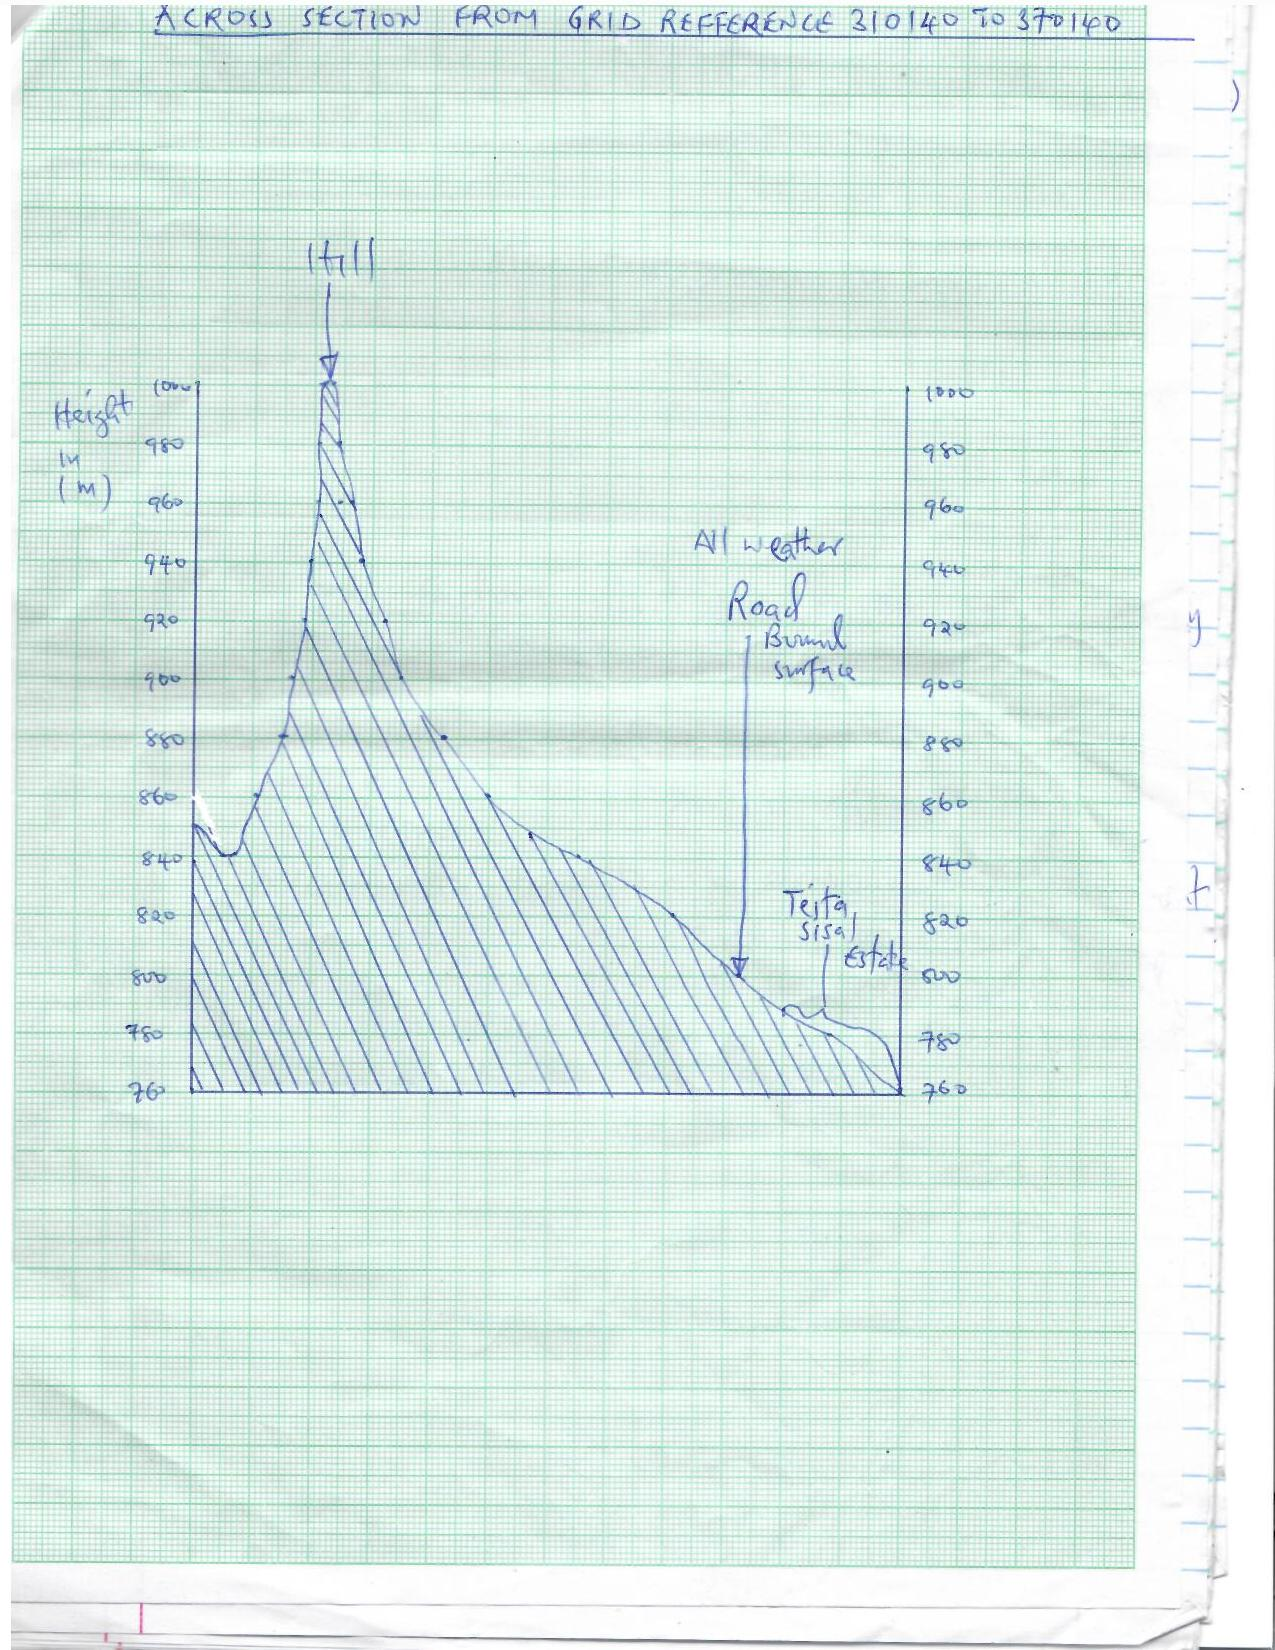 ACROSS SECTION FROM GRID REFFERENCE 310140 TO 370140
)
Hill
Height
in
(m)
1000
980
960
940
920
900
880
860
840
820
800
780
760
All weather
Road
Bound
surface
Teita
sisal
Estate
1000
980
960
940
920
900
880
860
840
820
800
780
760
y